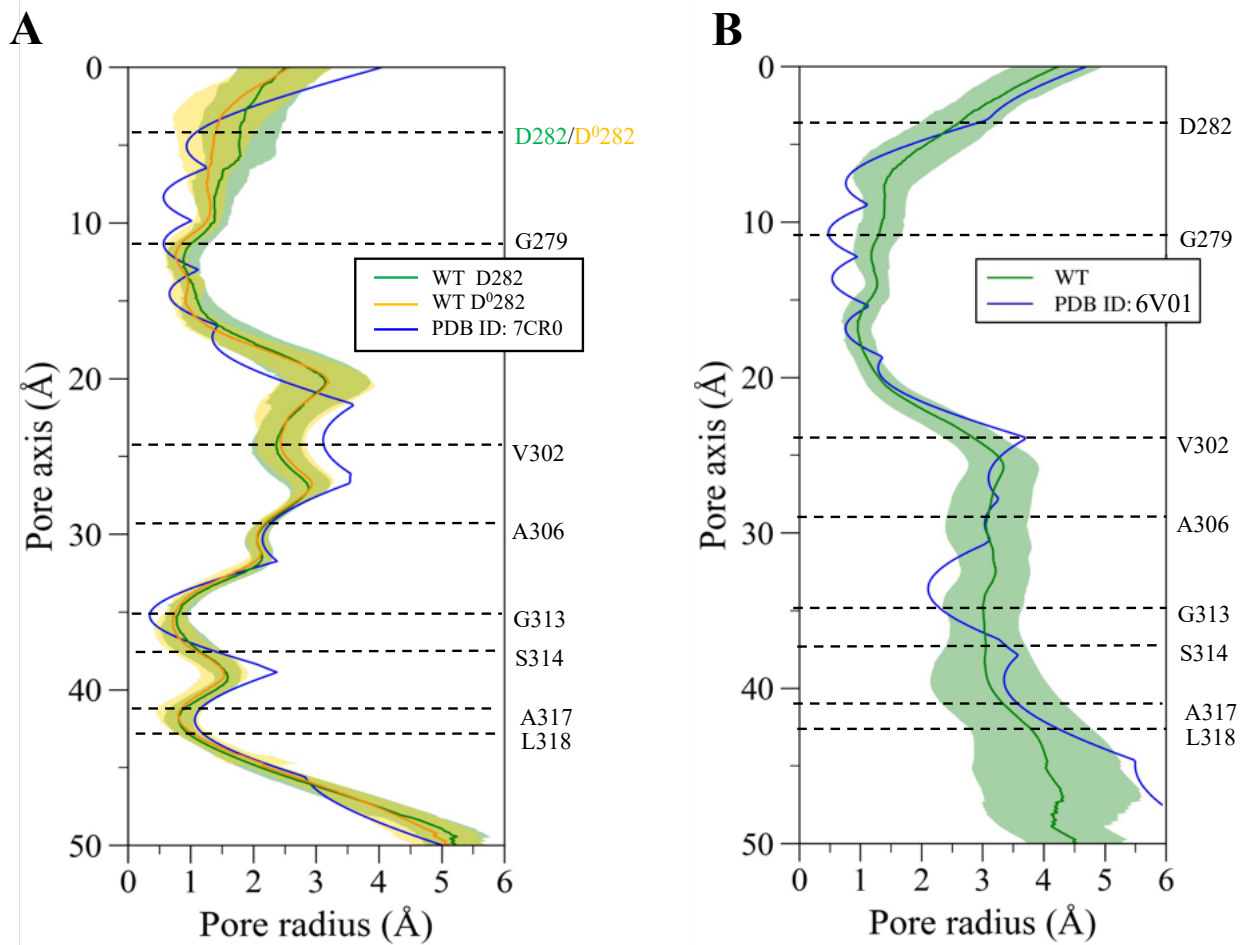 A
0
10
20
30
40
50
Pore axis (Å)
D282/D⁰282
G279
WT D282
WT D⁰282
PDB ID: 7CR0
V302
A306
G313
S314
A317
L318
0 1 2 3 4 5 6
Pore radius (Å)
B
0
10
20
30
40
50
Pore axis (Å)
D282
G279
WT
PDB ID: 6V01
V302
A306
G313
S314
A317
L318
0 1 2 3 4 5 6
Pore radius (Å)